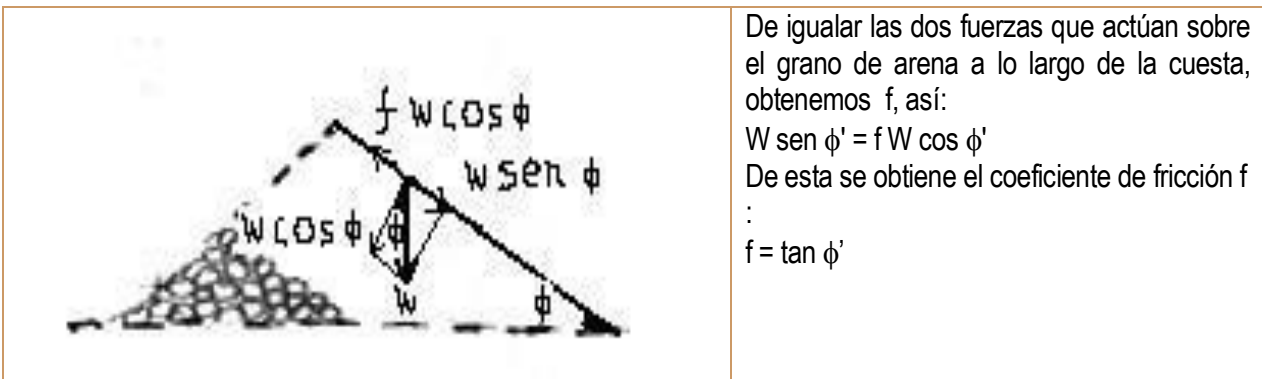 f W cos ϕ
W sen ϕ
W cos ϕ
ϕ
W
ϕ
De igualar las dos fuerzas que actúan sobre
el grano de arena a lo largo de la cuesta,
obtenemos f, así:
W sen ϕ' = f W cos ϕ'
De esta se obtiene el coeficiente de fricción f
:
f = tan ϕ’